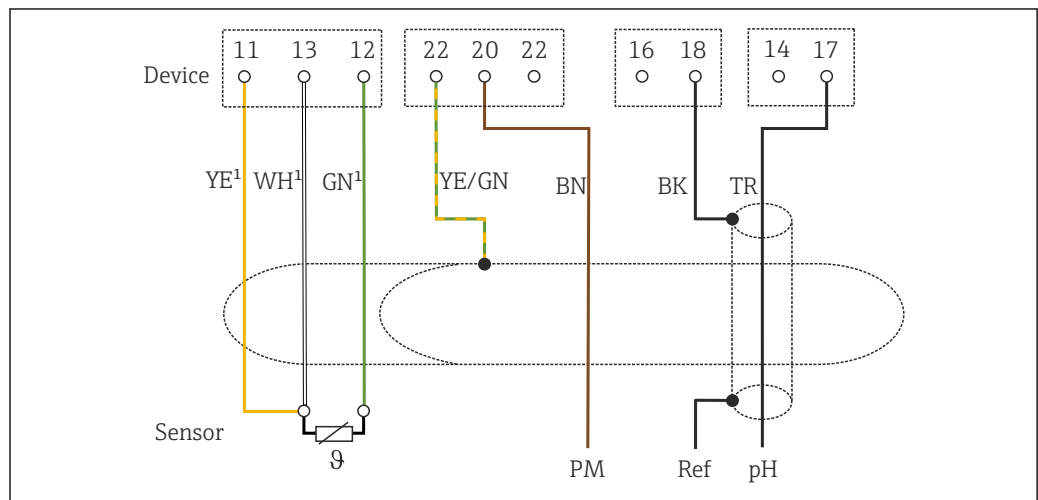 11 13 12 22 20 22 16 18 14 17
Device
YE¹ WH¹ GN¹ YE/GN BN BK TR
Sensor
ϑ
PM Ref pH